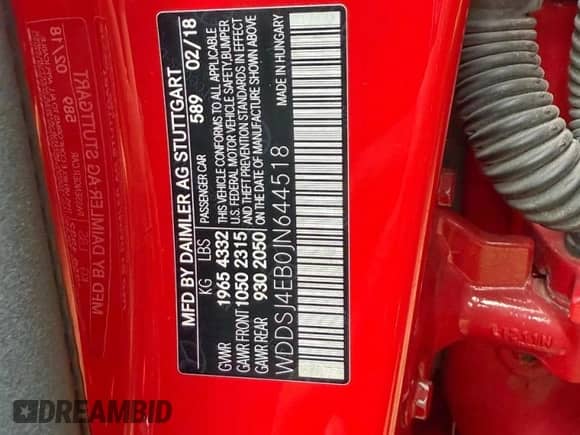 MFD BY DAIMLER AG STUTTGART
KG LBS PASSENGER CAR 589 02/18
GVWR 1965 4332 THIS VEHICLE CONFORMS TO ALL APPLICABLE
GAWR FRONT 1050 2315 U.S. FEDERAL MOTOR VEHICLE SAFETY, BUMPER
GAWR REAR 930 2050 AND THEFT PREVENTION STANDARDS IN EFFECT
ON THE DATE OF MANUFACTURE SHOWN ABOVE
WDDSJ4EB0JN644518 MADE IN HUNGARY
DREAMBID